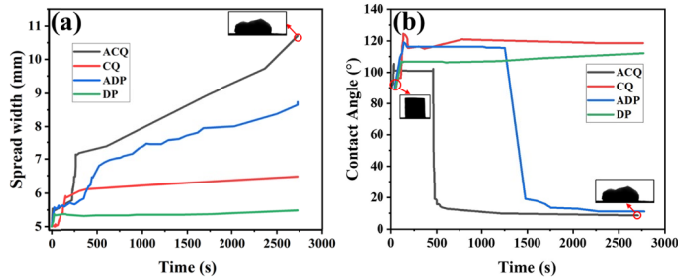 (a)
ACQ
CQ
ADP
DP
Spread width (mm)
11
10
9
8
7
6
5
0 500 1000 1500 2000 2500 3000
Time (s)
(b)
ACQ
CQ
ADP
DP
Contact Angle (°)
140
120
100
80
60
40
20
0
0 500 1000 1500 2000 2500 3000
Time (s)